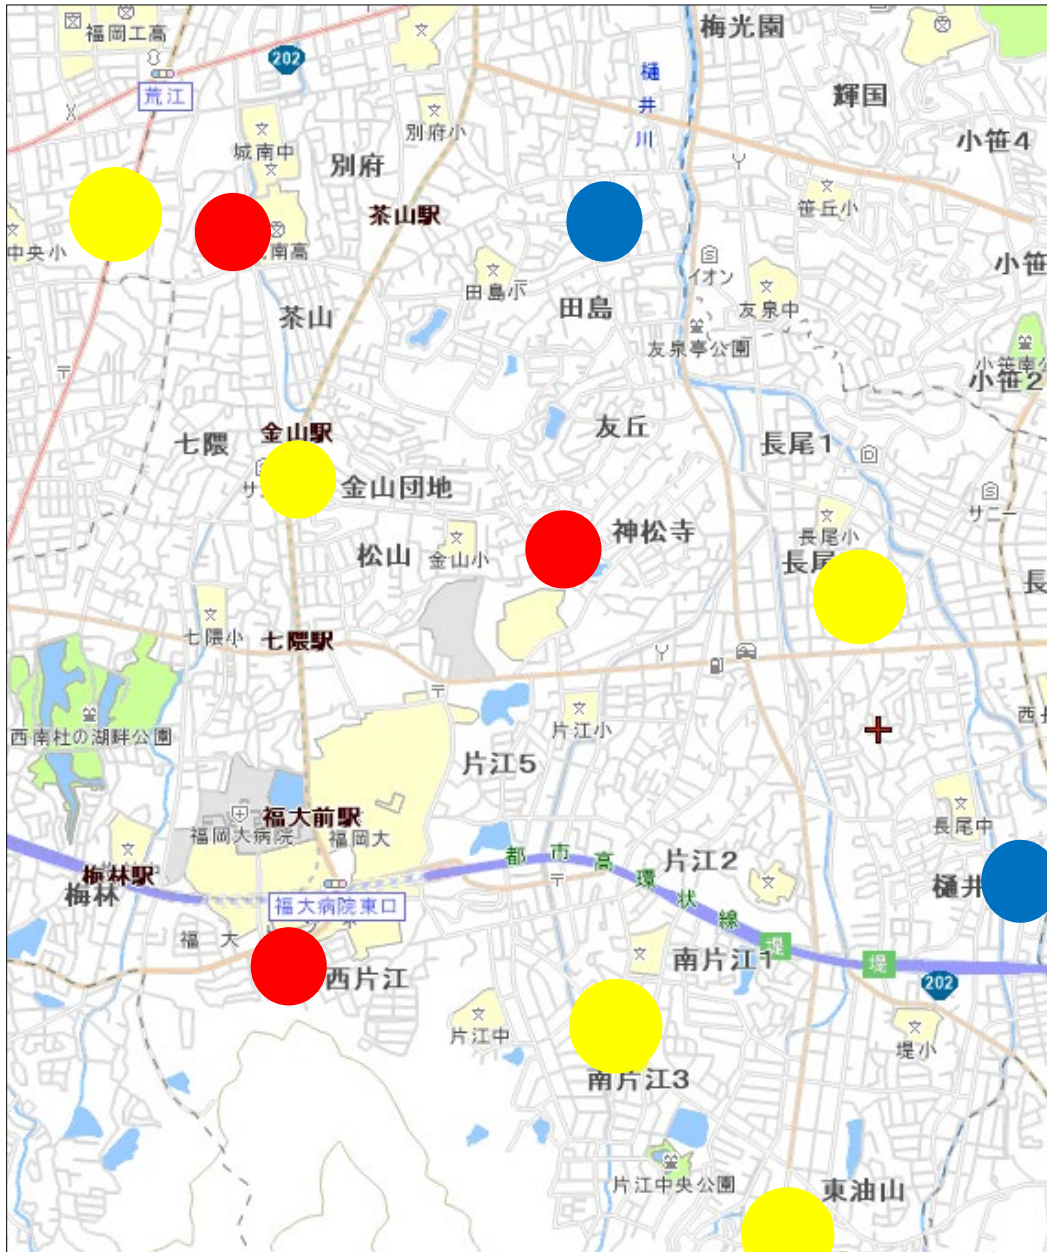 福岡工高
202
梅光園
荒江
樋井川
輝国
別府小
小笹4
城南中
別府
茶山駅
笹丘小
中央小
南高
小笹
イオン
田島小
茶山
田島
友泉中
友泉亭公園
小笹南公
小笹2
七隈
金山駅
友丘
長尾1
金山団地
サニー
長尾小
松山
金山小
神松寺
長尾
長
七隈小
七隈駅
西南杜の湖畔公園
片江小
西長
片江5
福大前駅
福岡大病院
福岡大
長尾中
都市高環状線
片江2
梅林駅
梅林
樋井
福大病院東口
福大
西片江
南片江1
堤
堤
202
片江中
堤小
南片江3
片江中央公園
東油山